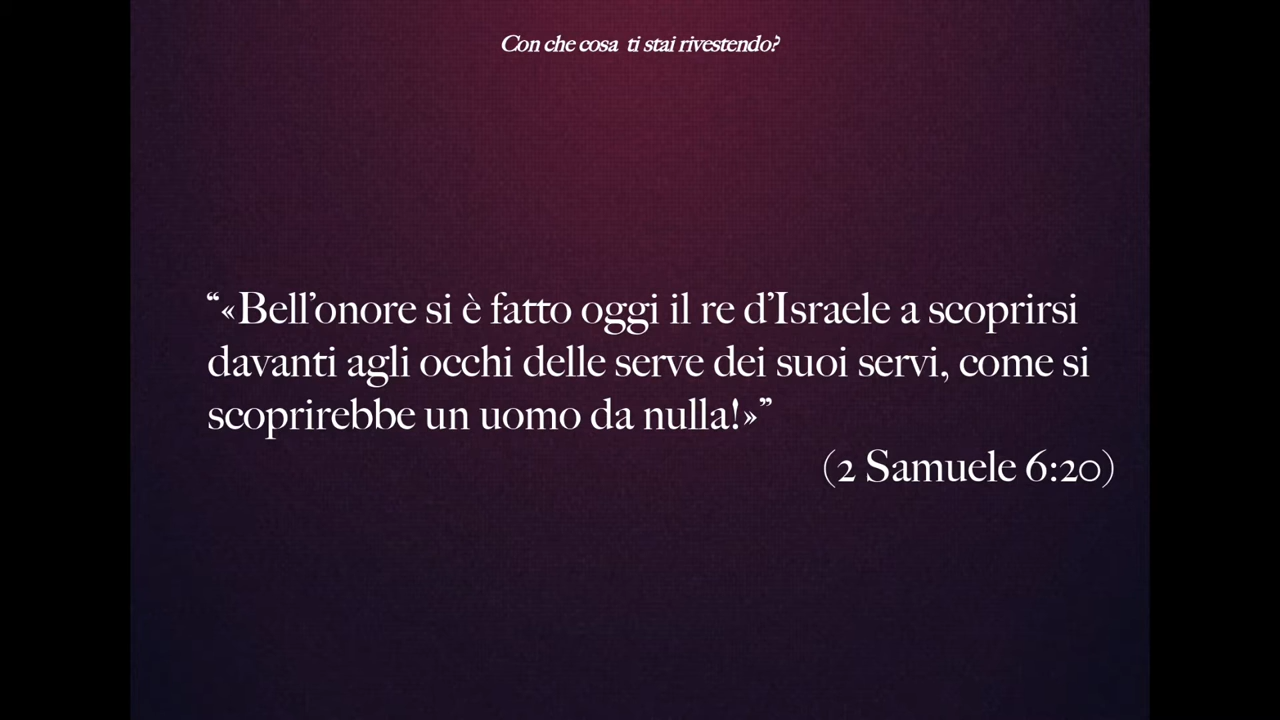 Con che cosa ti stai rivestendo?
“«Bell’onore si è fatto oggi il re d’Israele a scoprirsi
davanti agli occhi delle serve dei suoi servi, come si
scoprirebbe un uomo da nulla!»”
(2 Samuele 6:20)